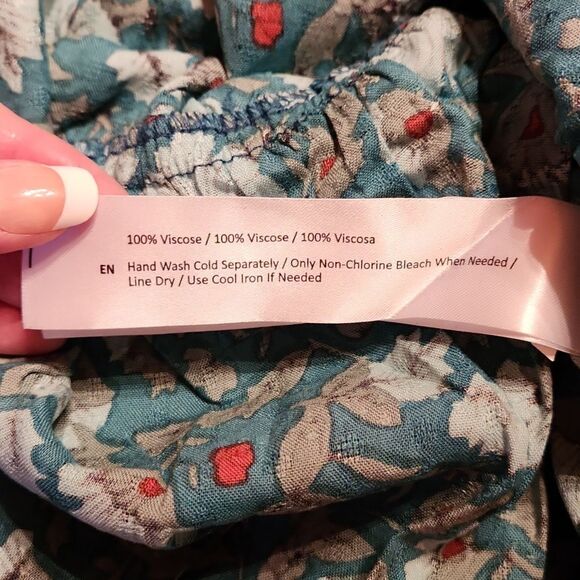 100% Viscose / 100% Viscose / 100% Viscosa
EN Hand Wash Cold Separately / Only Non-Chlorine Bleach When Needed /
Line Dry / Use Cool Iron If Needed